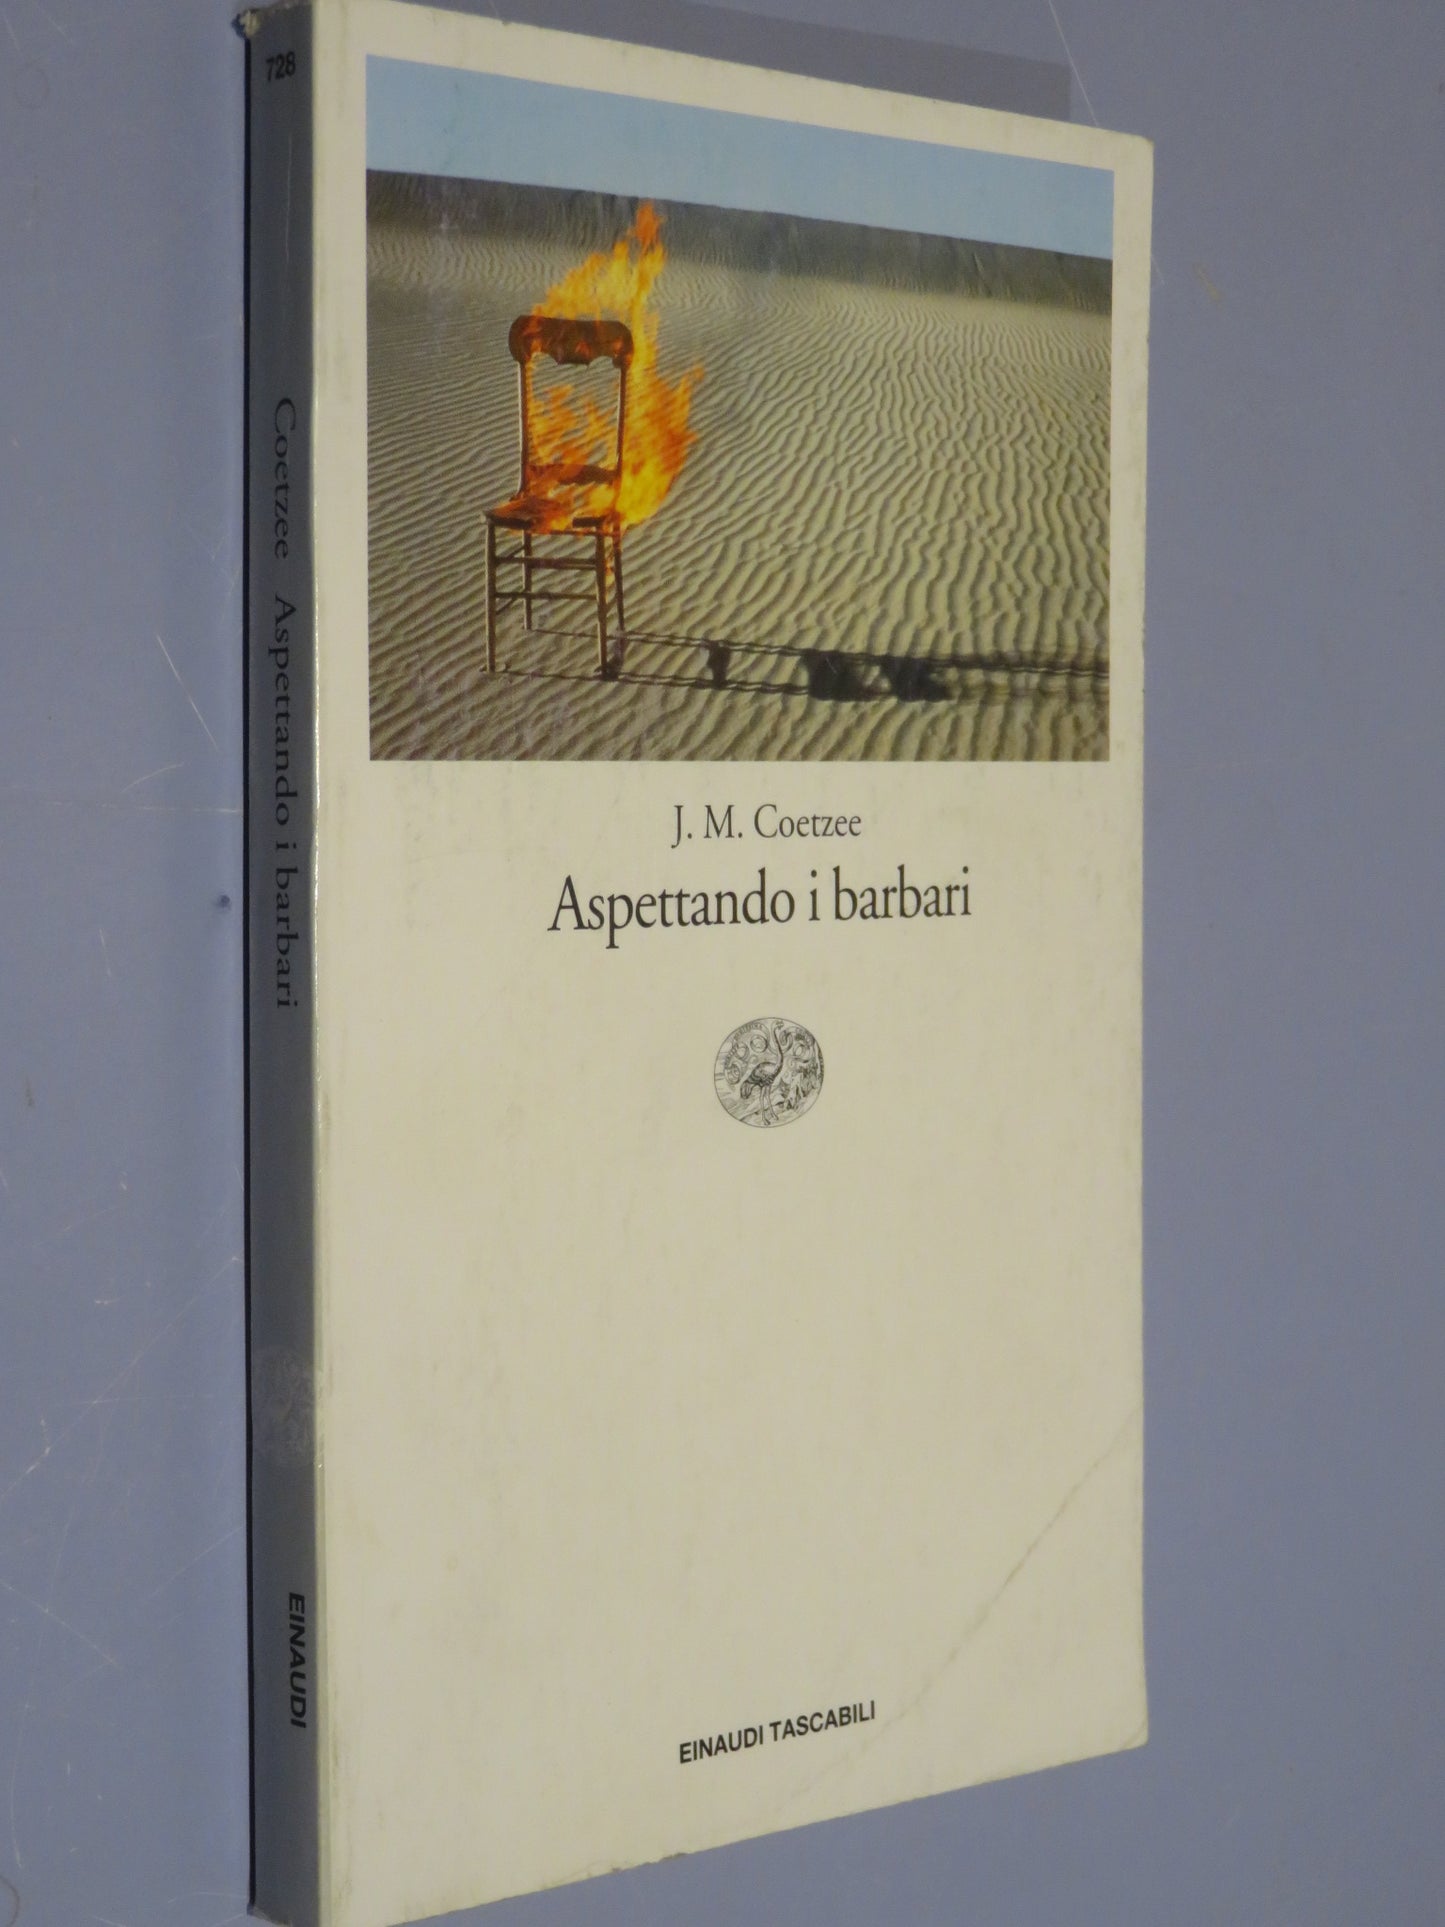 728
Coetzee Aspettando i barbari
EINAUDI
J. M. Coetzee
Aspettando i barbari
EINAUDI TASCABILI